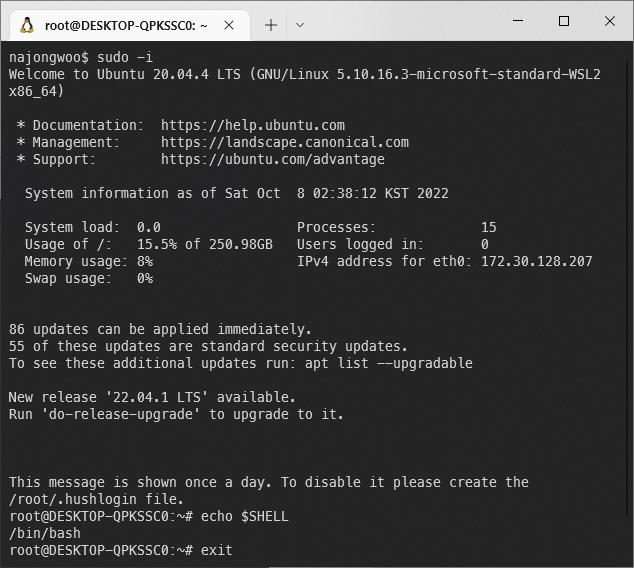 root@DESKTOP-QPKSSC0: ~
najongwoo$ sudo -i
Welcome to Ubuntu 20.04.4 LTS (GNU/Linux 5.10.16.3-microsoft-standard-WSL2
x86_64)
* Documentation:  https://help.ubuntu.com
* Management:     https://landscape.canonical.com
* Support:        https://ubuntu.com/advantage
System information as of Sat Oct  8 02:38:12 KST 2022
System load:  0.0                 Processes:             15
Usage of /:   15.5% of 250.98GB   Users logged in:       0
Memory usage: 8%                  IPv4 address for eth0: 172.30.128.207
Swap usage:   0%
86 updates can be applied immediately.
55 of these updates are standard security updates.
To see these additional updates run: apt list --upgradable
New release '22.04.1 LTS' available.
Run 'do-release-upgrade' to upgrade to it.
This message is shown once a day. To disable it please create the
/root/.hushlogin file.
root@DESKTOP-QPKSSC0:~# echo $SHELL
/bin/bash
root@DESKTOP-QPKSSC0:~# exit